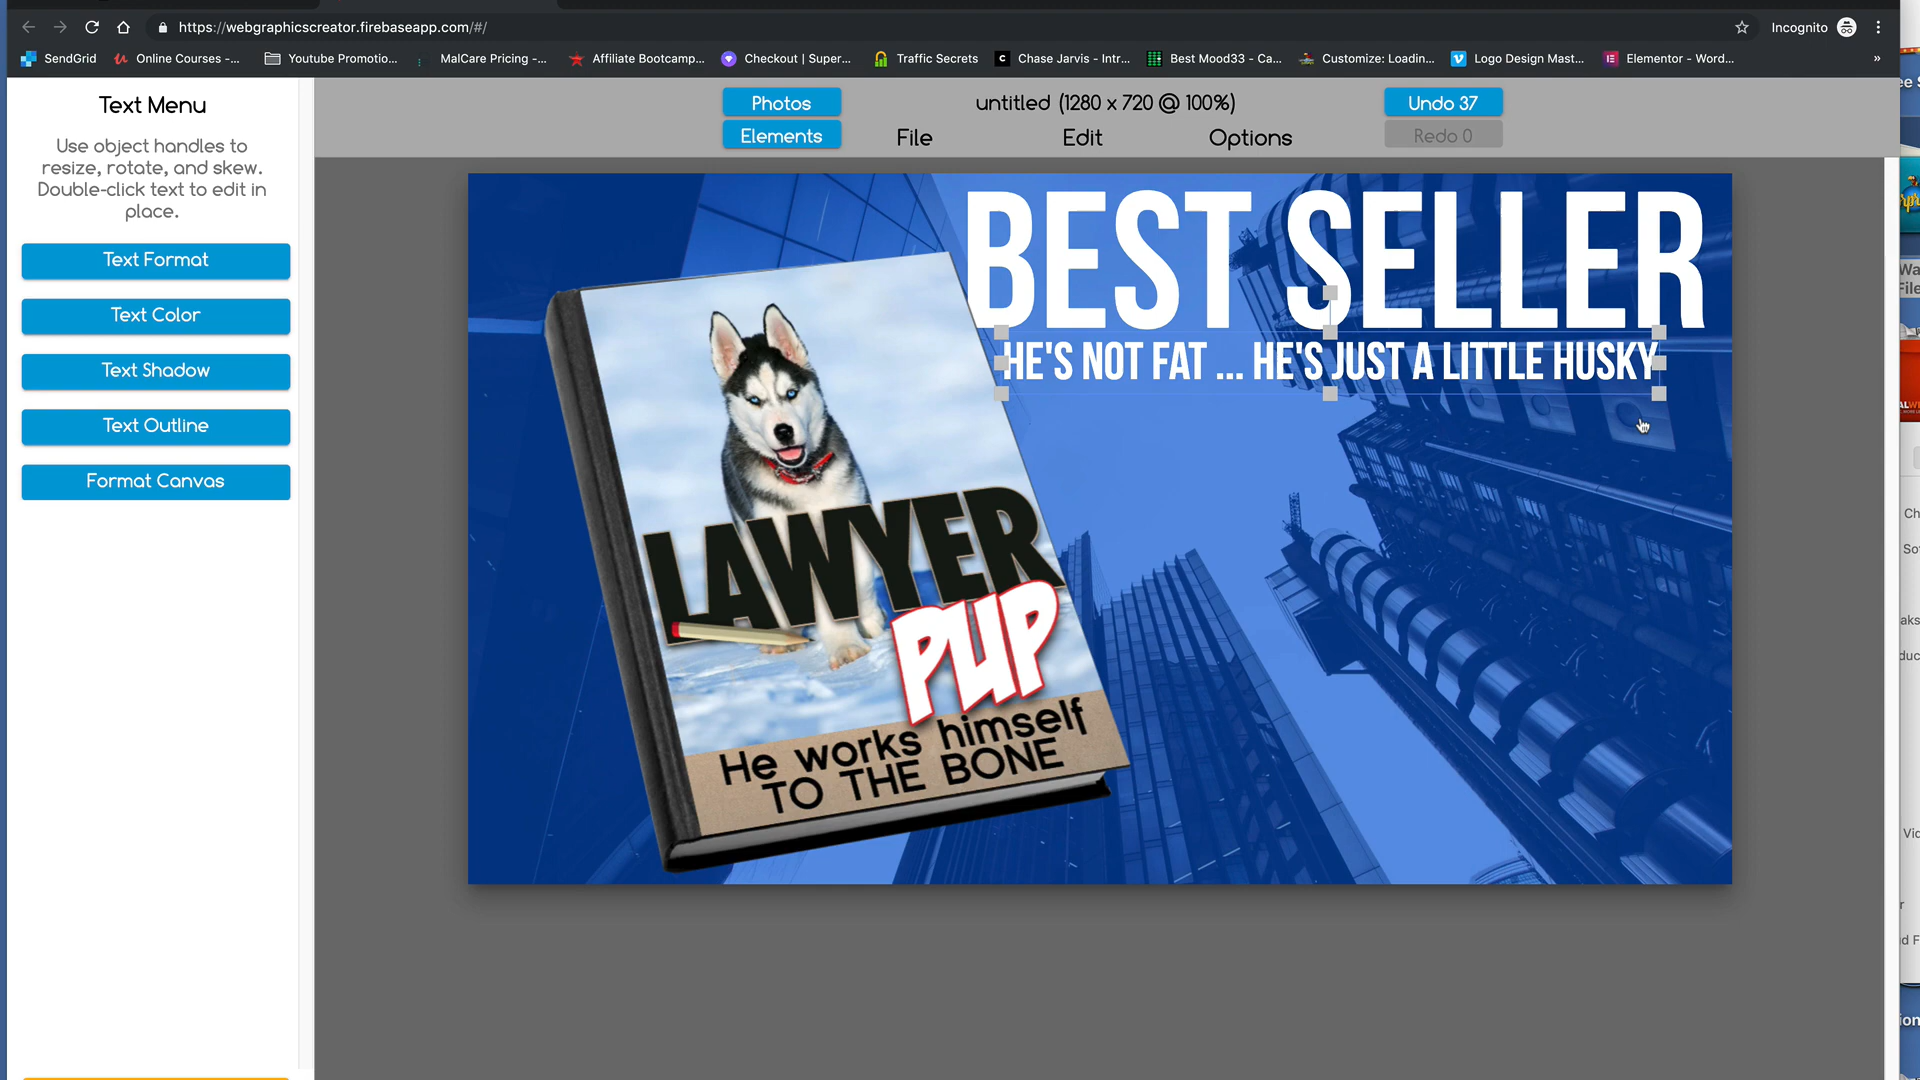 https://webgraphicscreator.firebaseapp.com/#/
Incognito
SendGrid
Online Courses -...
Youtube Promotio...
MalCare Pricing -...
Affiliate Bootcamp...
Checkout | Super...
Traffic Secrets
Chase Jarvis - Intr...
Best Mood33 - Ca...
Customize: Loadin...
Logo Design Mast...
Elementor - Word...
»
Text Menu
Use object handles to
resize, rotate, and skew.
Double-click text to edit in
place.
Text Format
Text Color
Text Shadow
Text Outline
Format Canvas
Photos
Elements
untitled (1280 x 720 @ 100%)
File
Edit
Options
Undo 37
Redo 0
BEST SELLER
HE'S NOT FAT ... HE'S JUST A LITTLE HUSKY
LAWYER
PUP
He works himself
TO THE BONE